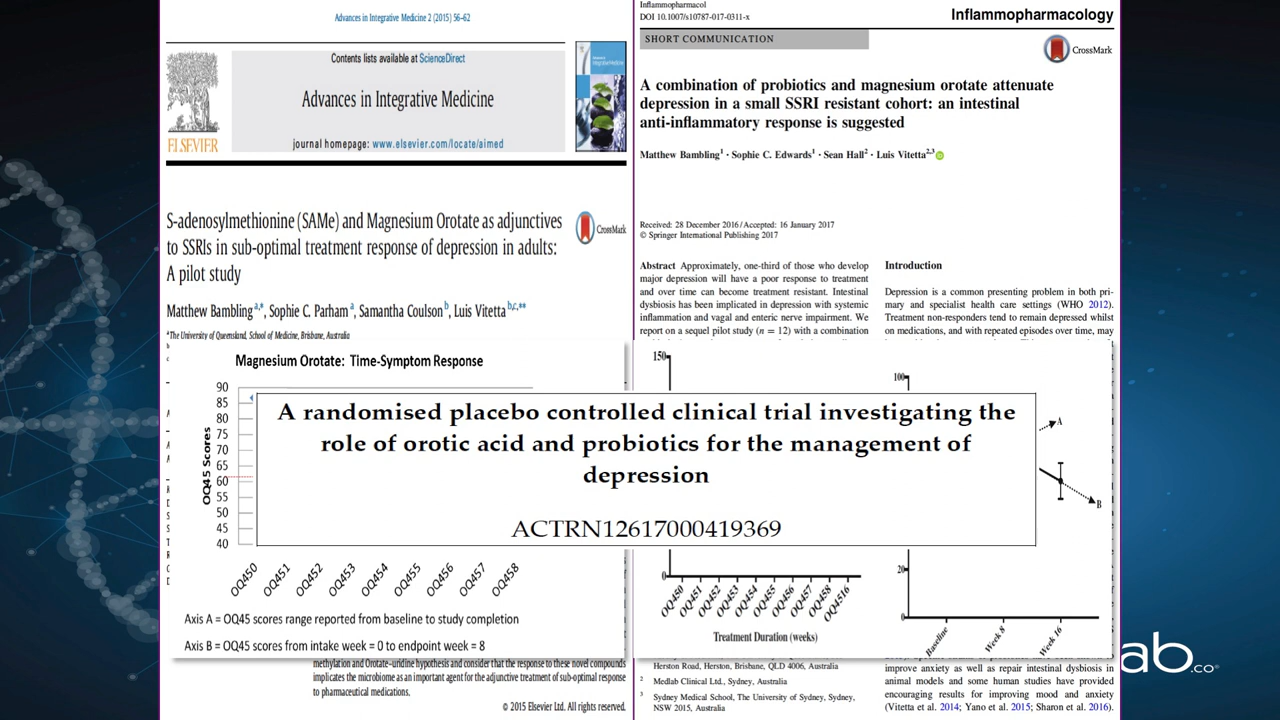 Advances in Integrative Medicine 2 (2015) 56–62
Contents lists available at ScienceDirect
Advances in Integrative Medicine
journal homepage: www.elsevier.com/locate/aimed
ELSEVIER
S-adenosylmethionine (SAMe) and Magnesium Orotate as adjunctives
to SSRIs in sub-optimal treatment response of depression in adults:
A pilot study
CrossMark
Matthew Bambling a,*, Sophie C. Parham a, Samantha Coulson b, Luis Vitetta b,c,**
a The University of Queensland, School of Medicine, Brisbane, Australia
Magnesium Orotate: Time-Symptom Response
OQ45 Scores
90
85
80
75
70
65
60
55
50
45
40
OQ450
OQ451
OQ452
OQ453
OQ454
OQ455
OQ456
OQ457
OQ458
Axis A = OQ45 scores range reported from baseline to study completion
Axis B = OQ45 scores from intake week = 0 to endpoint week = 8
methylation and Orotate–uridine hypothesis and consider that the response to these novel compounds
implicates the microbiome as an important agent for the adjunctive treatment of sub-optimal response
to pharmaceutical medications.
© 2015 Elsevier Ltd. All rights reserved.
Inflammopharmacol
DOI 10.1007/s10787-017-0311-x
Inflammopharmacology
SHORT COMMUNICATION
CrossMark
A combination of probiotics and magnesium orotate attenuate
depression in a small SSRI resistant cohort: an intestinal
anti-inflammatory response is suggested
Matthew Bambling1 · Sophie C. Edwards1 · Sean Hall2 · Luis Vitetta2,3
Received: 28 December 2016 / Accepted: 16 January 2017
© Springer International Publishing 2017
Abstract Approximately, one-third of those who develop
major depression will have a poor response to treatment
and over time can become treatment resistant. Intestinal
dysbiosis has been implicated in depression with systemic
inflammation and vagal and enteric nerve impairment. We
report on a sequel pilot study (n = 12) with a combination
Introduction
Depression is a common presenting problem in both pri-
mary and specialist health care settings (WHO 2012).
Treatment non-responders tend to remain depressed whilst
on medications, and with repeated episodes over time, may
150
0
OQ450
OQ451
OQ452
OQ453
OQ454
OQ455
OQ456
OQ457
OQ458
OQ4516
Treatment Duration (weeks)
100
20
0
A
B
Baseline
Week 8
Week 16
A randomised placebo controlled clinical trial investigating the
role of orotic acid and probiotics for the management of
depression
ACTRN12617000419369
Herston Road, Herston, Brisbane, QLD 4006, Australia
2 Medlab Clinical Ltd., Sydney, Australia
3 Sydney Medical School, The University of Sydney, Sydney,
NSW 2015, Australia
improve anxiety as well as repair intestinal dysbiosis in
animal models and some human studies have provided
encouraging results for improving mood and anxiety
(Vitetta et al. 2014; Yano et al. 2015; Sharon et al. 2016).
ab.co